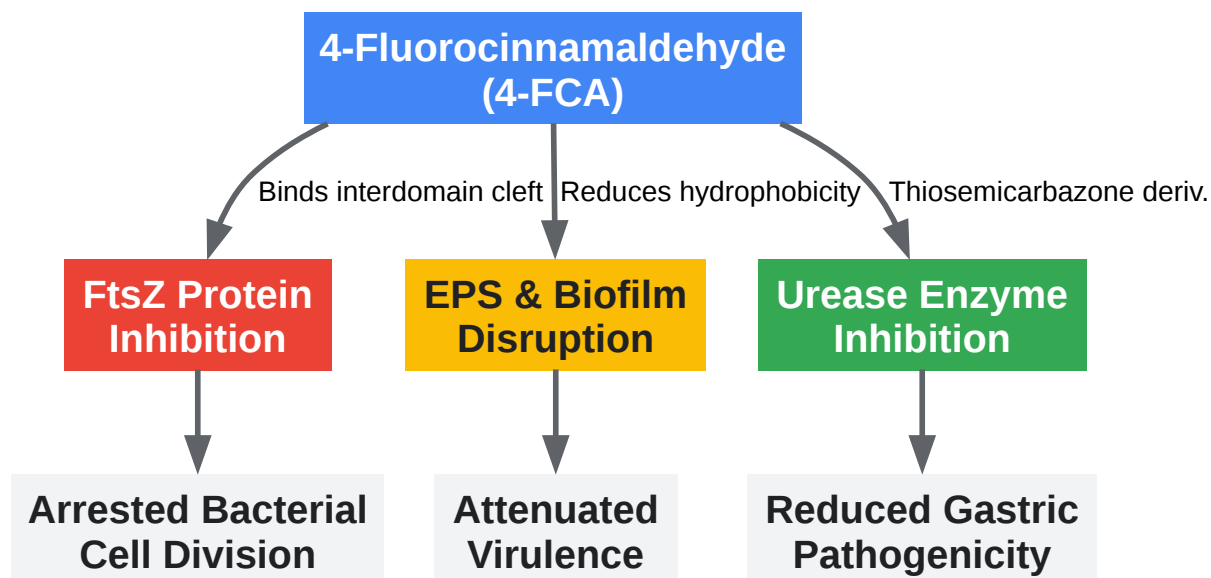 4-Fluorocinnamaldehyde
(4-FCA)
Binds interdomain cleft
Reduces hydrophobicity
Thiosemicarbazone deriv.
FtsZ Protein
Inhibition
EPS & Biofilm
Disruption
Urease Enzyme
Inhibition
Arrested Bacterial
Cell Division
Attenuated
Virulence
Reduced Gastric
Pathogenicity